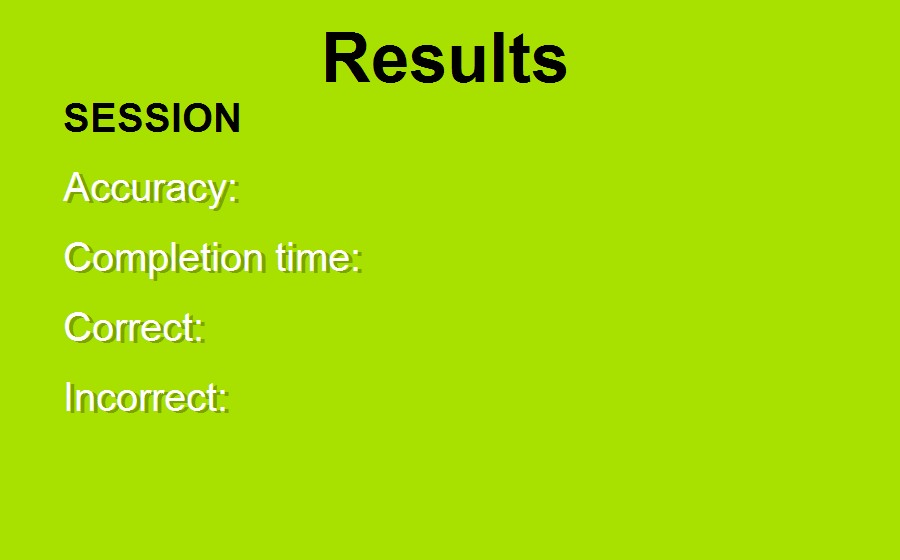 Results
SESSION
Accuracy:
Completion time:
Correct:
Incorrect: